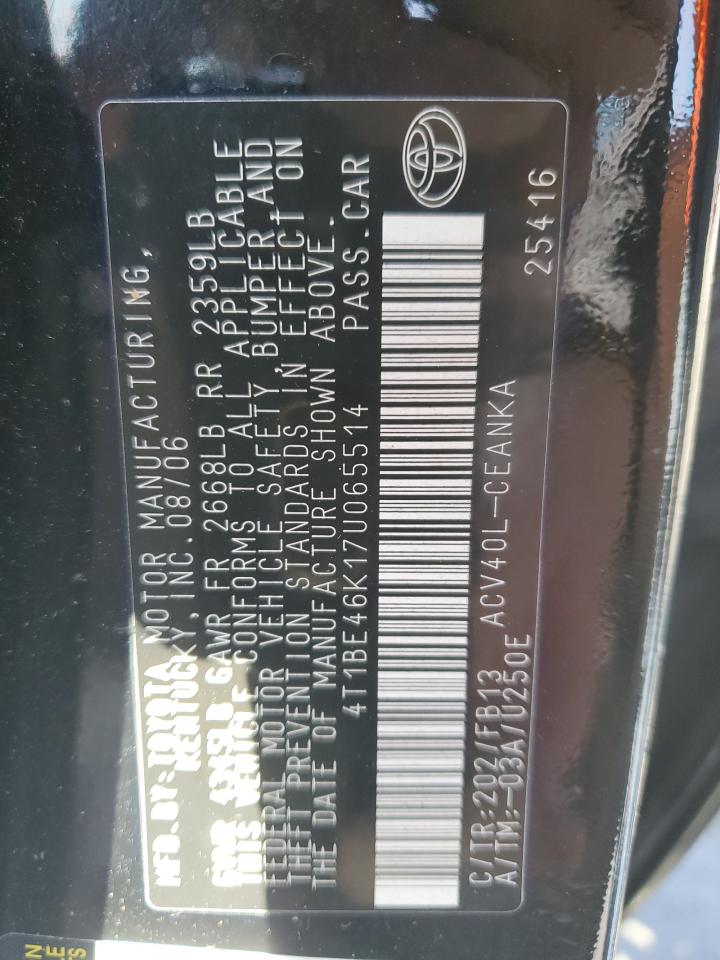 MFD.BY:TOYOTA MOTOR MANUFACTURING,
KENTUCKY, INC. 08/06
GVWR 4345LB GAWR FR 2668LB RR 2359LB
THIS VEHICLE CONFORMS TO ALL APPLICABLE
FEDERAL MOTOR VEHICLE SAFETY, BUMPER,AND
THEFT PREVENTION STANDARDS IN EFFECT ON
THE DATE OF MANUFACTURE SHOWN ABOVE.
4T1BE46K17U065514 PASS.CAR
C/TR:202/FB13 ACV40L-CEANKA 25416
A/TM:-03A/U250E